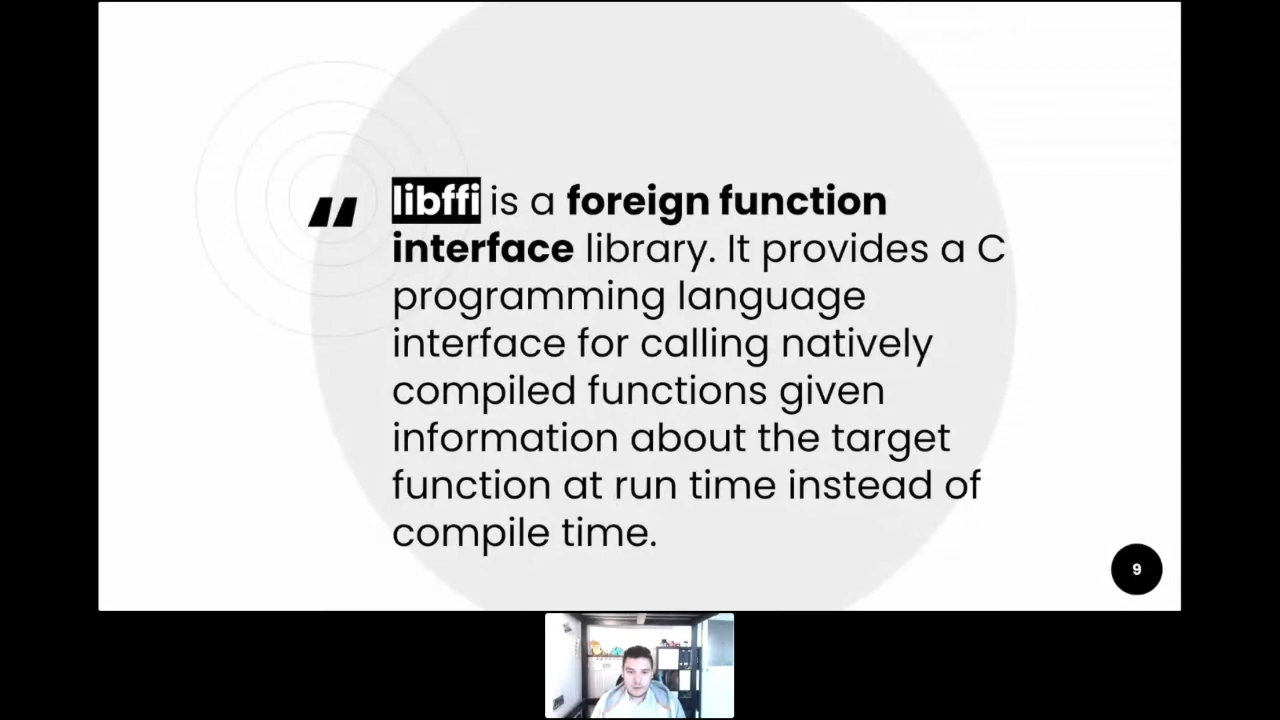 libffi is a foreign function
interface library. It provides a C
programming language
interface for calling natively
compiled functions given
information about the target
function at run time instead of
compile time.
9